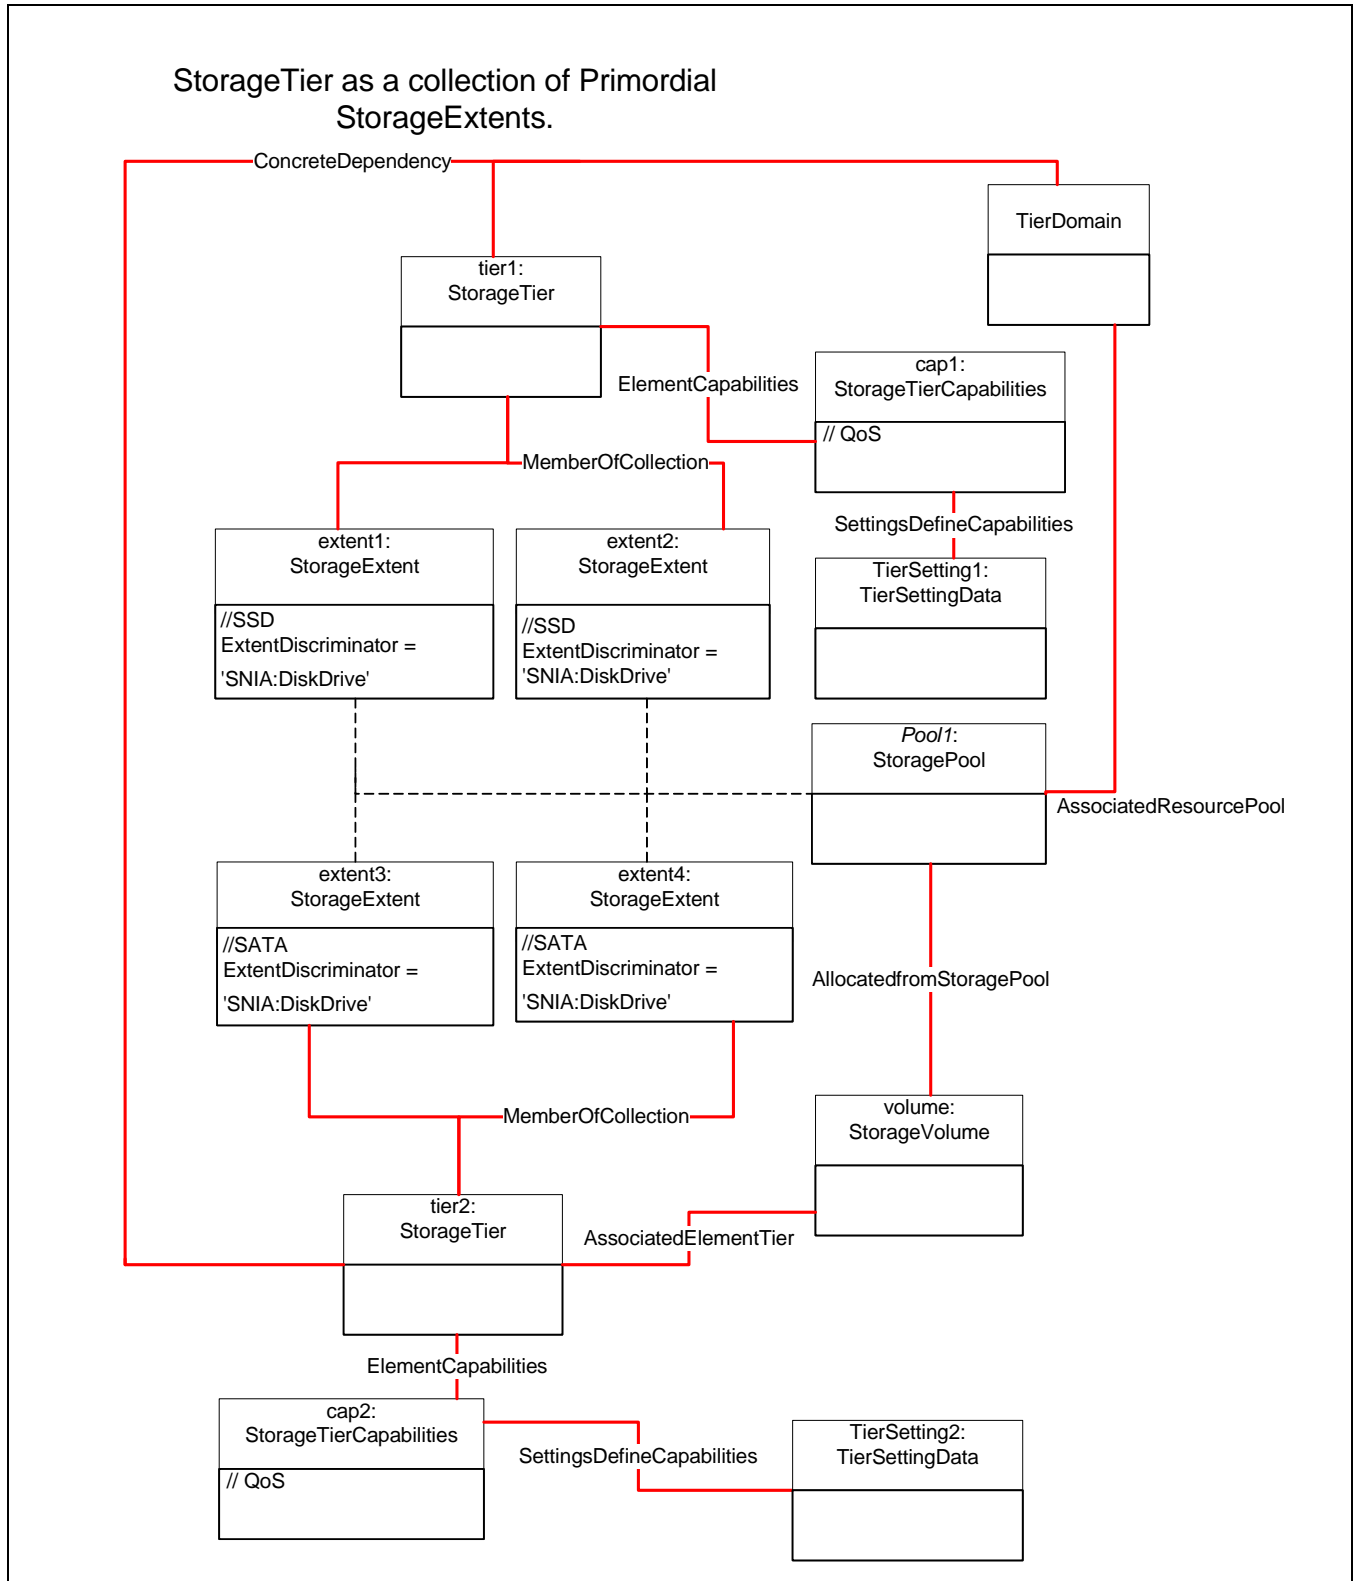 StorageTier as a collection of Primordial
StorageExtents.
ConcreteDependency
TierDomain
tier1:
StorageTier
ElementCapabilities
cap1:
StorageTierCapabilities
// QoS
MemberOfCollection
SettingsDefineCapabilities
extent1:
StorageExtent
//SSD
ExtentDiscriminator =
'SNIA:DiskDrive'
extent2:
StorageExtent
//SSD
ExtentDiscriminator =
'SNIA:DiskDrive'
TierSetting1:
TierSettingData
Pool1:
StoragePool
AssociatedResourcePool
extent3:
StorageExtent
//SATA
ExtentDiscriminator =
'SNIA:DiskDrive'
extent4:
StorageExtent
//SATA
ExtentDiscriminator =
'SNIA:DiskDrive'
AllocatedfromStoragePool
MemberOfCollection
volume:
StorageVolume
tier2:
StorageTier
AssociatedElementTier
ElementCapabilities
cap2:
StorageTierCapabilities
// QoS
SettingsDefineCapabilities
TierSetting2:
TierSettingData